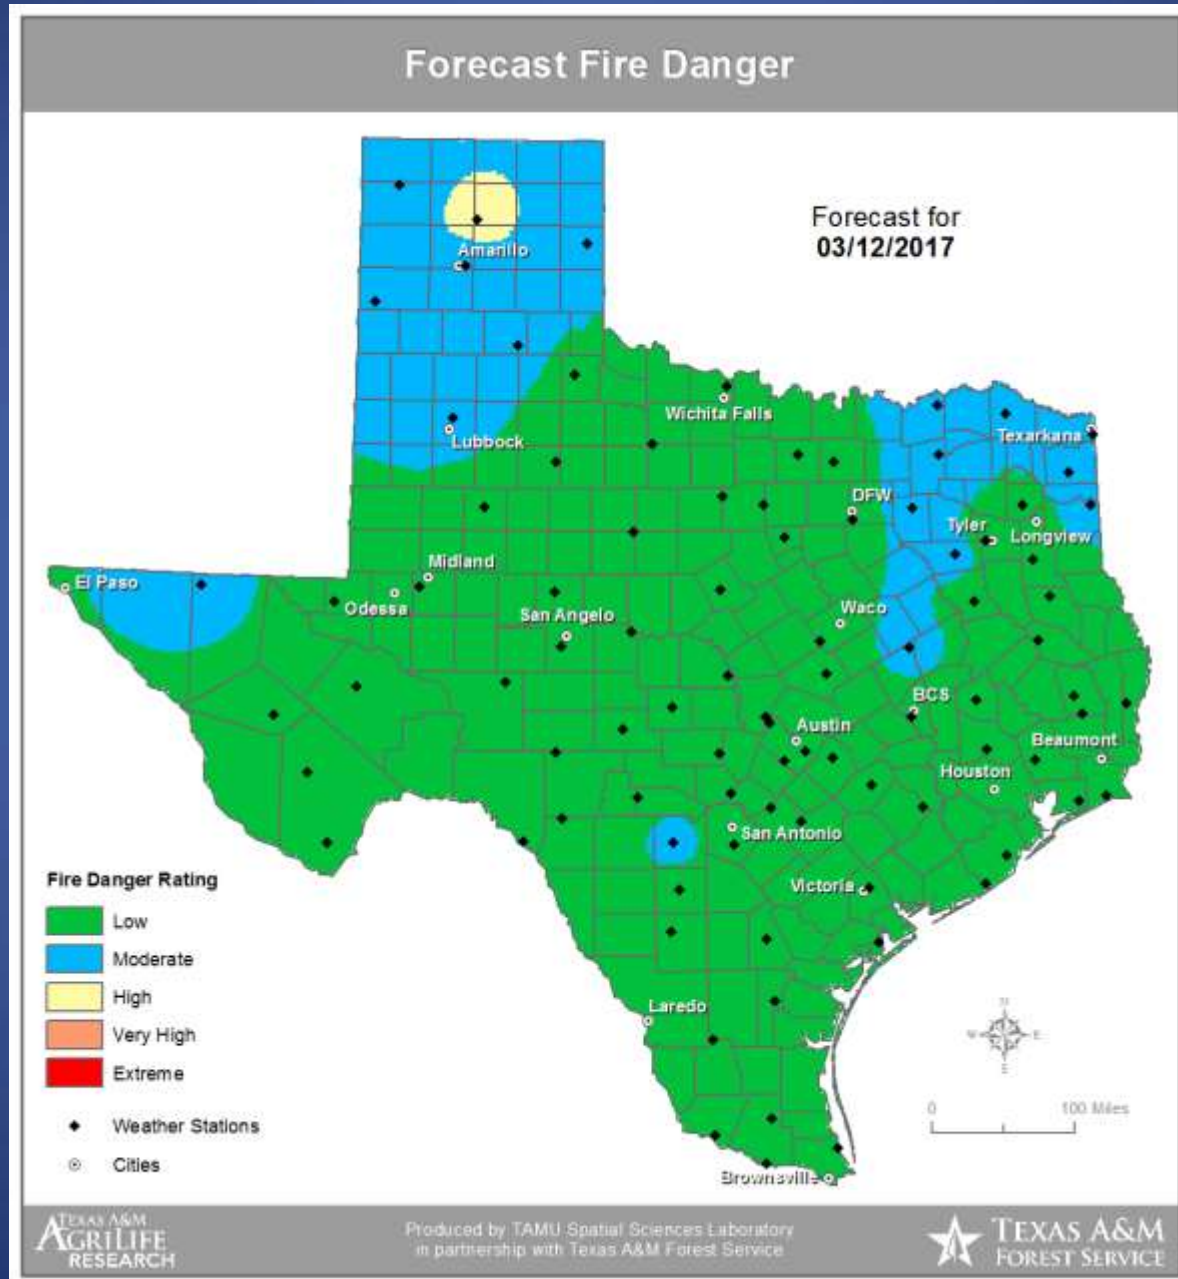 Forecast Fire Danger
Forecast for
03/12/2017
Amarillo
Wichita Falls
Lubbock
Texarkana
DFW
Tyler
Longview
Midland
El Paso
Odessa
San Angelo
Waco
BCS
Austin
Beaumont
Houston
San Antonio
Victoria
Laredo
Brownsville
Fire Danger Rating
Low
Moderate
High
Very High
Extreme
Weather Stations
Cities
N
W E
S
0 100 Miles
TEXAS A&M
AGRILIFE
RESEARCH
Produced by TAMU Spatial Sciences Laboratory
in partnership with Texas A&M Forest Service
TEXAS A&M
FOREST SERVICE